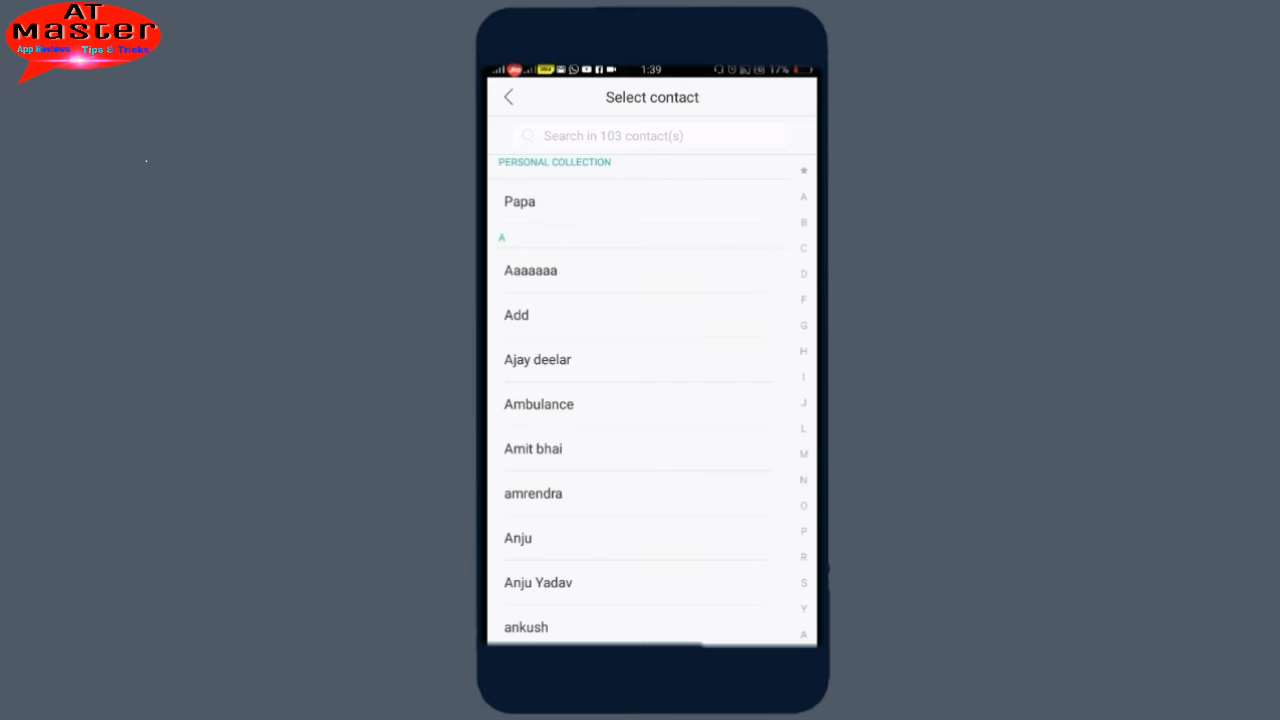 AT
Master
App Reviews Tips & Tricks
1:39 17%
Select contact
Search in 103 contact(s)
PERSONAL COLLECTION
Papa
A
Aaaaaaa
Add
Ajay deelar
Ambulance
Amit bhai
amrendra
Anju
Anju Yadav
ankush
★
A
B
C
D
F
G
H
I
J
L
M
N
O
P
R
S
Y
A